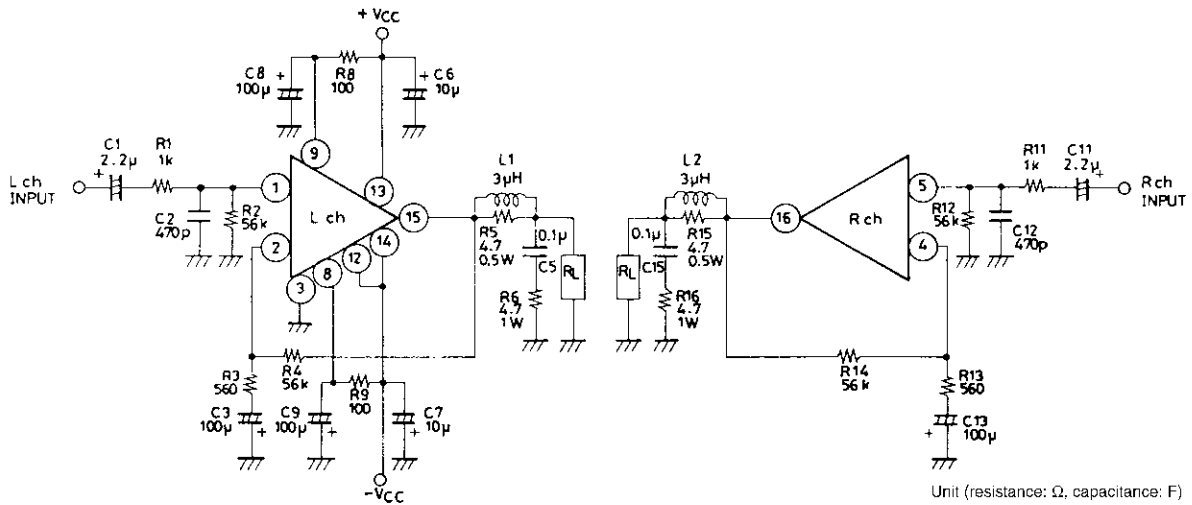 + VCC
C8
+
100µ
R8
100
+
C6
10µ
L ch
INPUT
C1
2.2µ
+
R1
1k
C2
470p
R2
56k
1
2
3
8
9
12
13
14
15
L ch
L1
3µH
R5
4.7
0.5W
0.1µ
C5
RL
R6
4.7
1W
R3
560
R4
56k
C3
100µ
+
C9
100µ
+
R9
100
C7
10µ
+
-VCC
L2
3µH
0.1µ
RL
C15
R15
4.7
0.5W
R16
4.7
1W
16
R ch
5
4
R12
56k
R11
1k
C11
2.2µ
+
C12
470p
R ch
INPUT
R14
56k
R13
560
C13
100µ
+
Unit (resistance: Ω, capacitance: F)